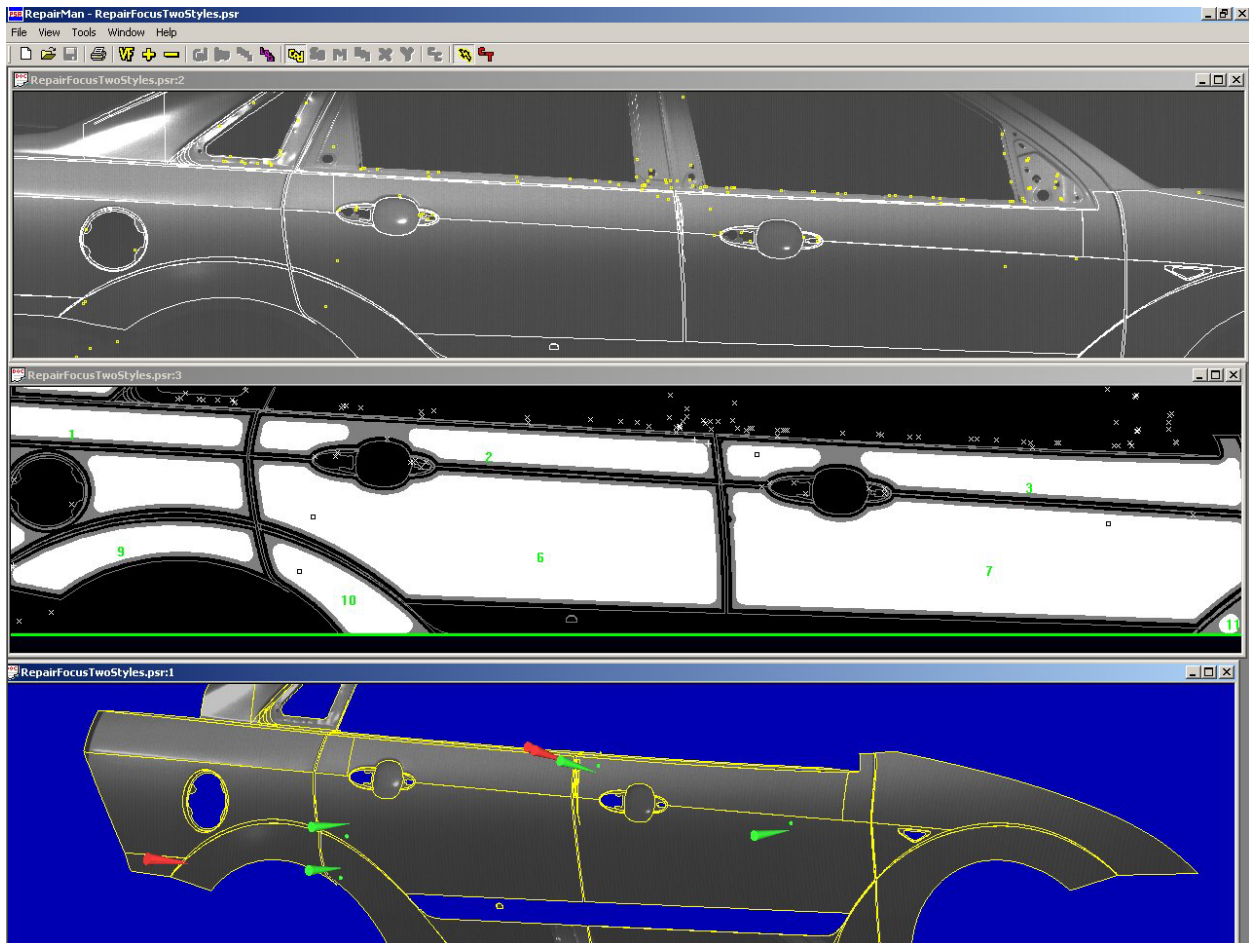 RepairMan - RepairFocusTwoStyles.psr
File View Tools Window Help
RepairFocusTwoStyles.psr:2
RepairFocusTwoStyles.psr:3
1
2
3
6
7
9
10
11
RepairFocusTwoStyles.psr:1